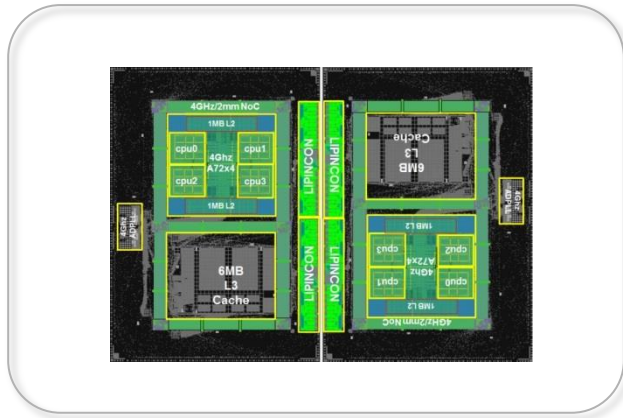 4GHz/2mm NoC
1MB L2
cpu0
cpu1
4Ghz
A72x4
cpu2
cpu3
1MB L2
4Ghz
ADPLL
6MB
L3
Cache
LIPINCON
LIPINCON
LIPINCON
LIPINCON
6MB
L3
Cache
4Ghz
ADPLL
1MB L2
cpu3
cpu2
4Ghz
A72x4
cpu1
cpu0
1MB L2
4GHz/2mm NoC